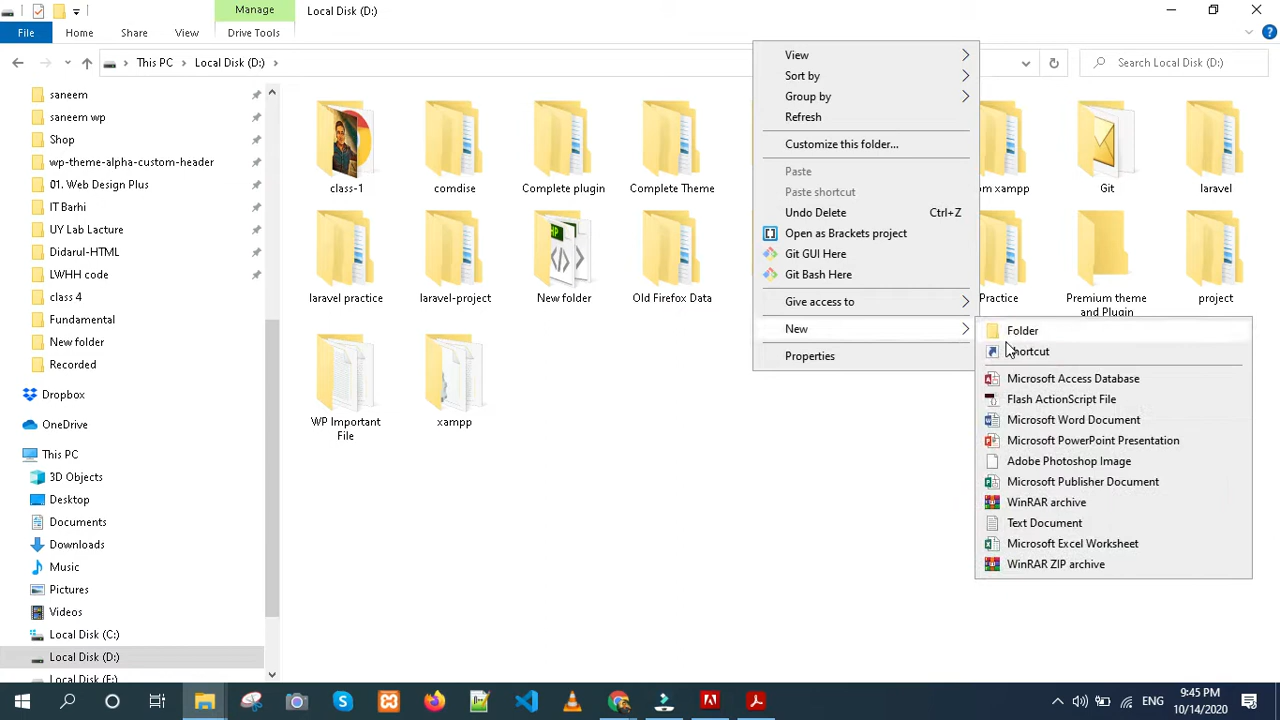 Manage
Local Disk (D:)
File
Home
Share
View
Drive Tools
This PC
Local Disk (D:)
Search Local Disk (D:)
saneem
saneem wp
Shop
wp-theme-alpha-custom-header
01. Web Design Plus
IT Barhi
UY Lab Lacture
Didarul-HTML
LWHH code
class 4
Fundamental
New folder
Recorded
Dropbox
OneDrive
This PC
3D Objects
Desktop
Documents
Downloads
Music
Pictures
Videos
Local Disk (C:)
Local Disk (D:)
class-1
comdise
Complete plugin
Complete Theme
xampp
Git
laravel
laravel practice
laravel-project
New folder
Old Firefox Data
Practice
Premium theme
and Plugin
project
WP Important
File
xampp
View
Sort by
Group by
Refresh
Customize this folder...
Paste
Paste shortcut
Undo Delete Ctrl+Z
Open as Brackets project
Git GUI Here
Git Bash Here
Give access to
New
Properties
Folder
Shortcut
Microsoft Access Database
Flash ActionScript File
Microsoft Word Document
Microsoft PowerPoint Presentation
Adobe Photoshop Image
Microsoft Publisher Document
WinRAR archive
Text Document
Microsoft Excel Worksheet
WinRAR ZIP archive
ENG
9:45 PM
10/14/2020